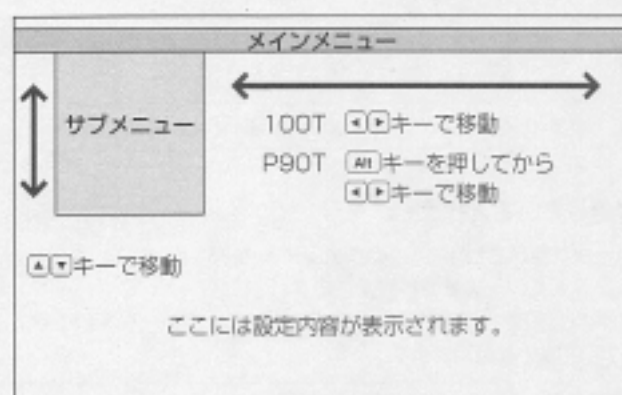 メインメニュー
サブメニュー
100T ◀▶キーで移動
P90T Altキーを押してから
◀▶キーで移動
▲▼キーで移動
ここには設定内容が表示されます。